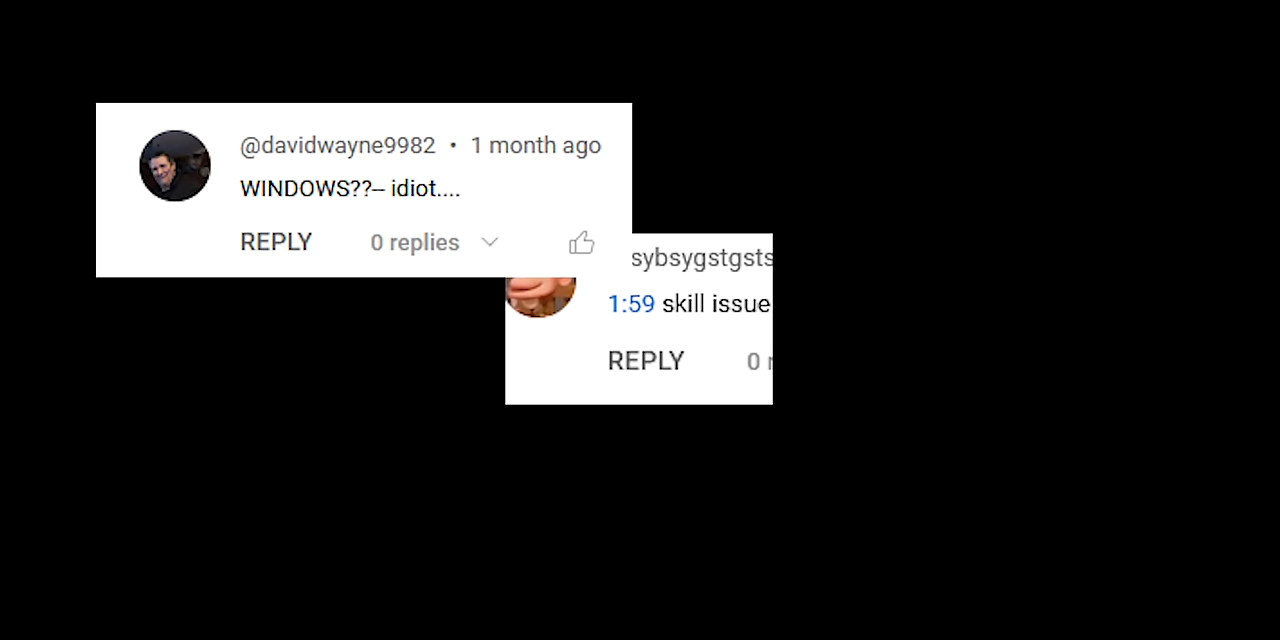 @davidwayne9982 • 1 month ago
WINDOWS??-- idiot....
REPLY 0 replies
sybsygstgsts
1:59 skill issue
REPLY 0